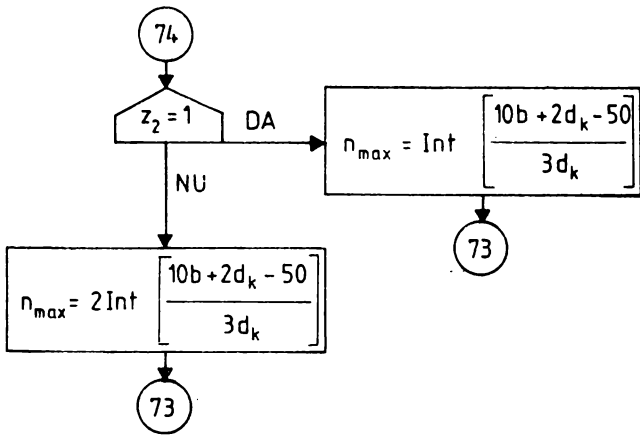 74
z₂ = 1
DA
n_max = Int [(10b + 2d_k - 50) / 3d_k]
73
NU
n_max = 2 Int [(10b + 2d_k - 50) / 3d_k]
73